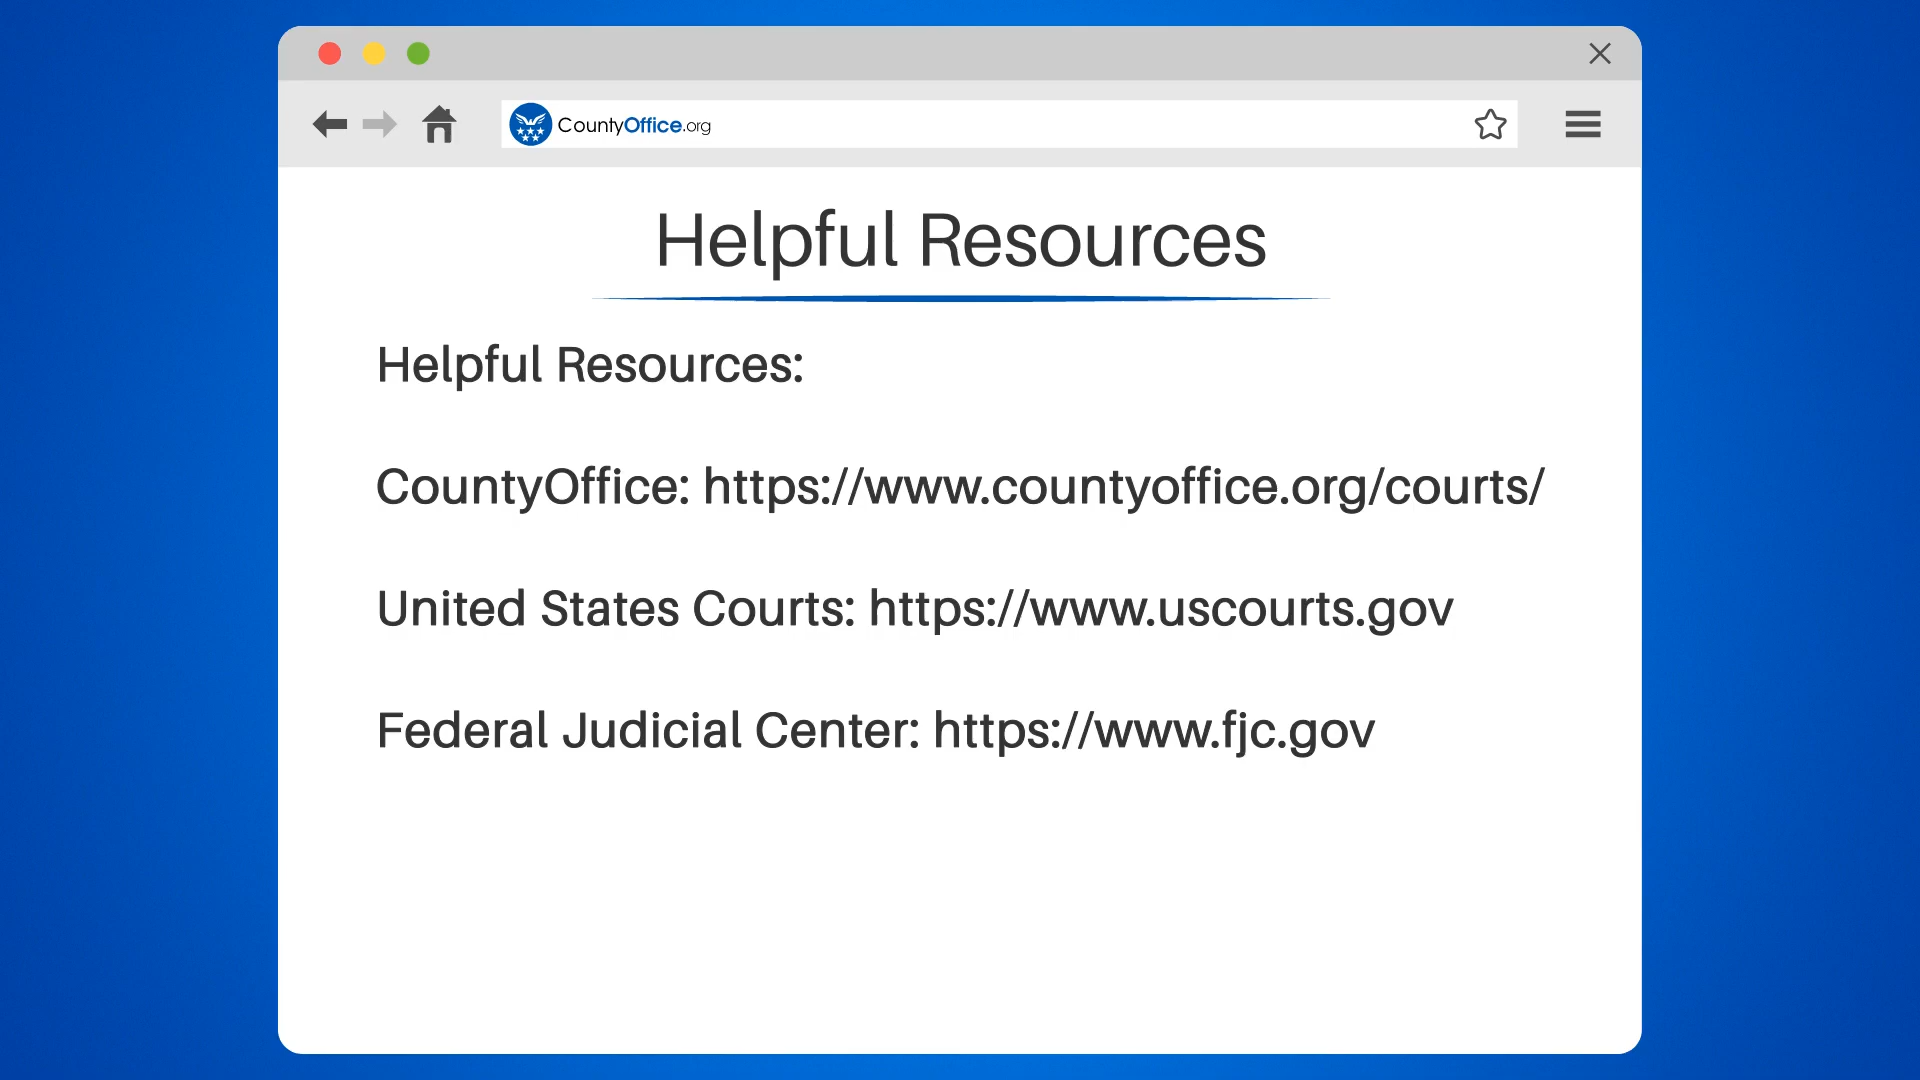 CountyOffice.org
Helpful Resources
Helpful Resources:
CountyOffice: https://www.countyoffice.org/courts/
United States Courts: https://www.uscourts.gov
Federal Judicial Center: https://www.fjc.gov